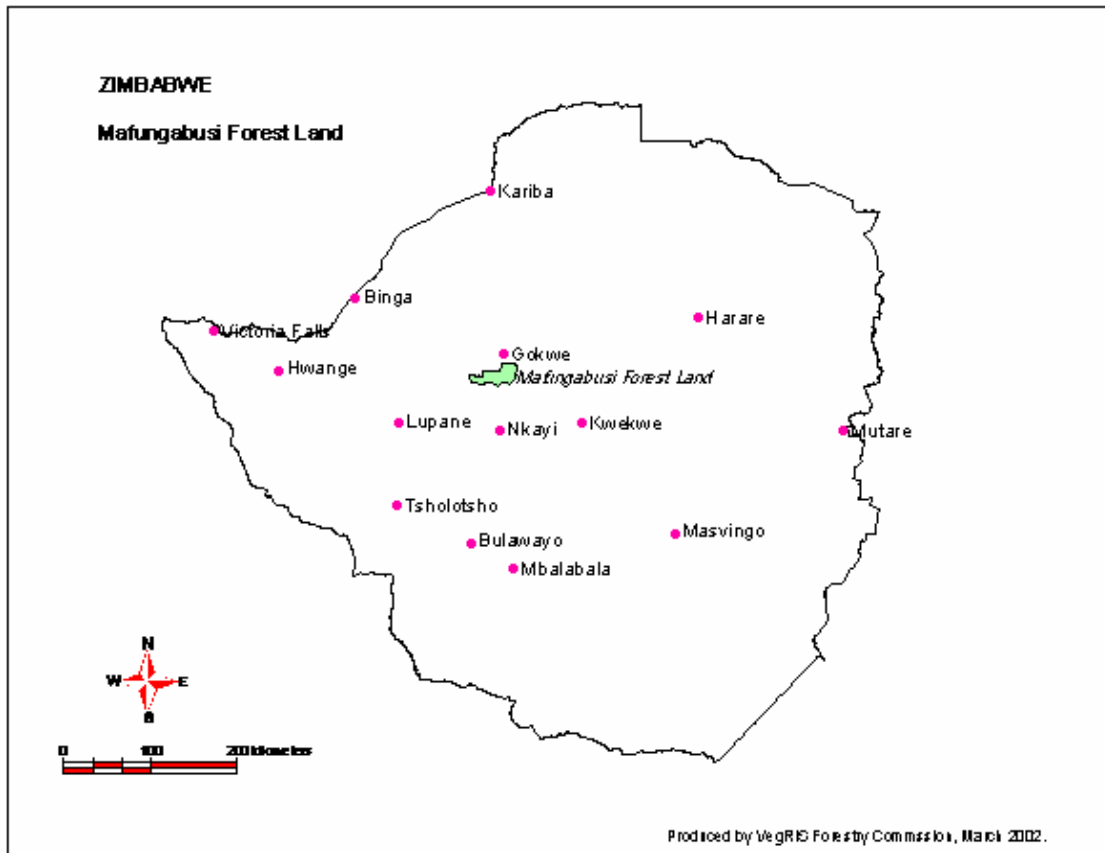 ZIMBABWE
Mafungabusi Forest Land
Kariba
Binga
Harare
Victoria Falls
Gokwe
Hwange
Mafungabusi Forest Land
Lupane
Nkayi
Kwekwe
Mutare
Tsholotsho
Masvingo
Bulawayo
Mbalabala
N
W E
S
0 100 200 kilometers
Produced by VegRIS Forestry Commssion, March 2002.